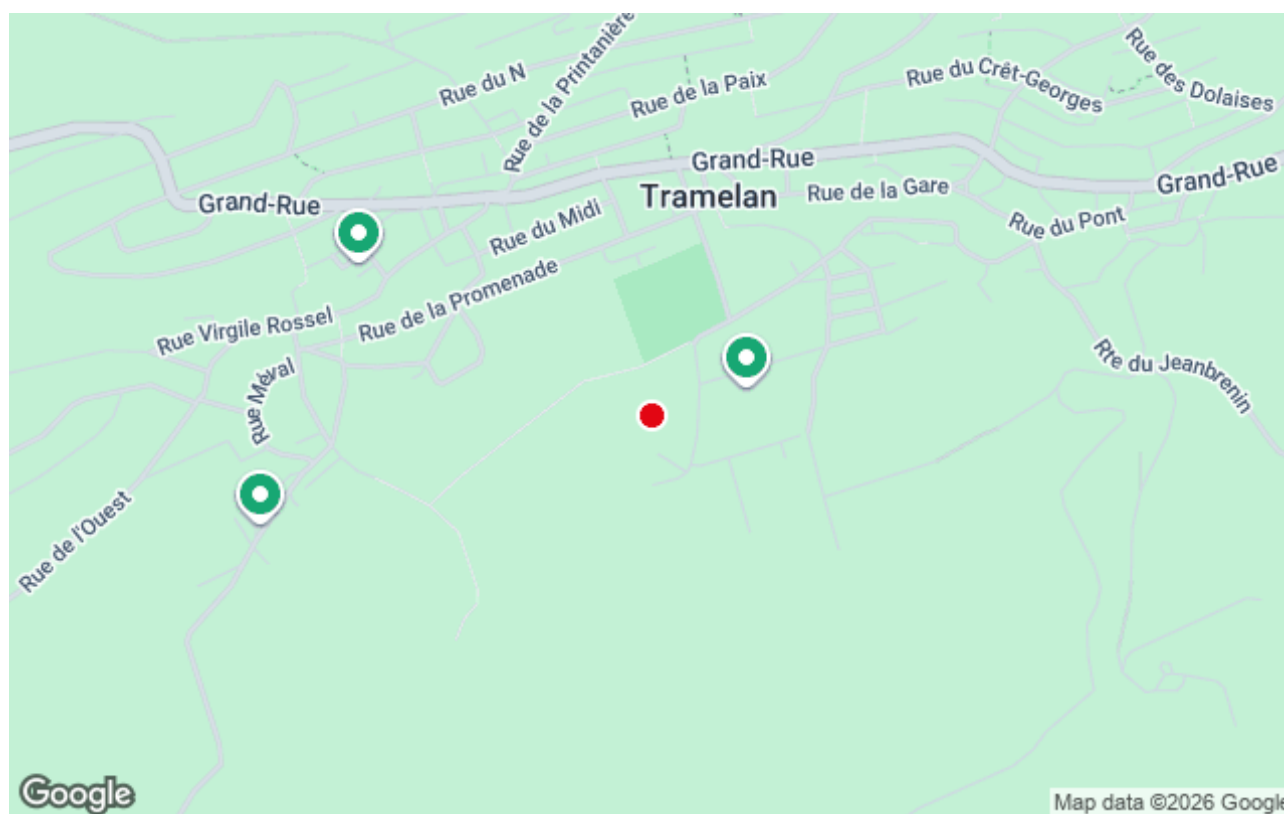 Rue du N
Rue de la Printanière
Rue de la Paix
Rue du Crêt-Georges
Rue des Dolaises
Grand-Rue
Grand-Rue
Grand-Rue
Tramelan
Rue de la Gare
Rue du Midi
Rue du Pont
Rue de la Promenade
Rue Virgile Rossel
Rue Méval
Rte du Jeanbrenin
Rue de l'Ouest
Google
Map data ©2026 Google